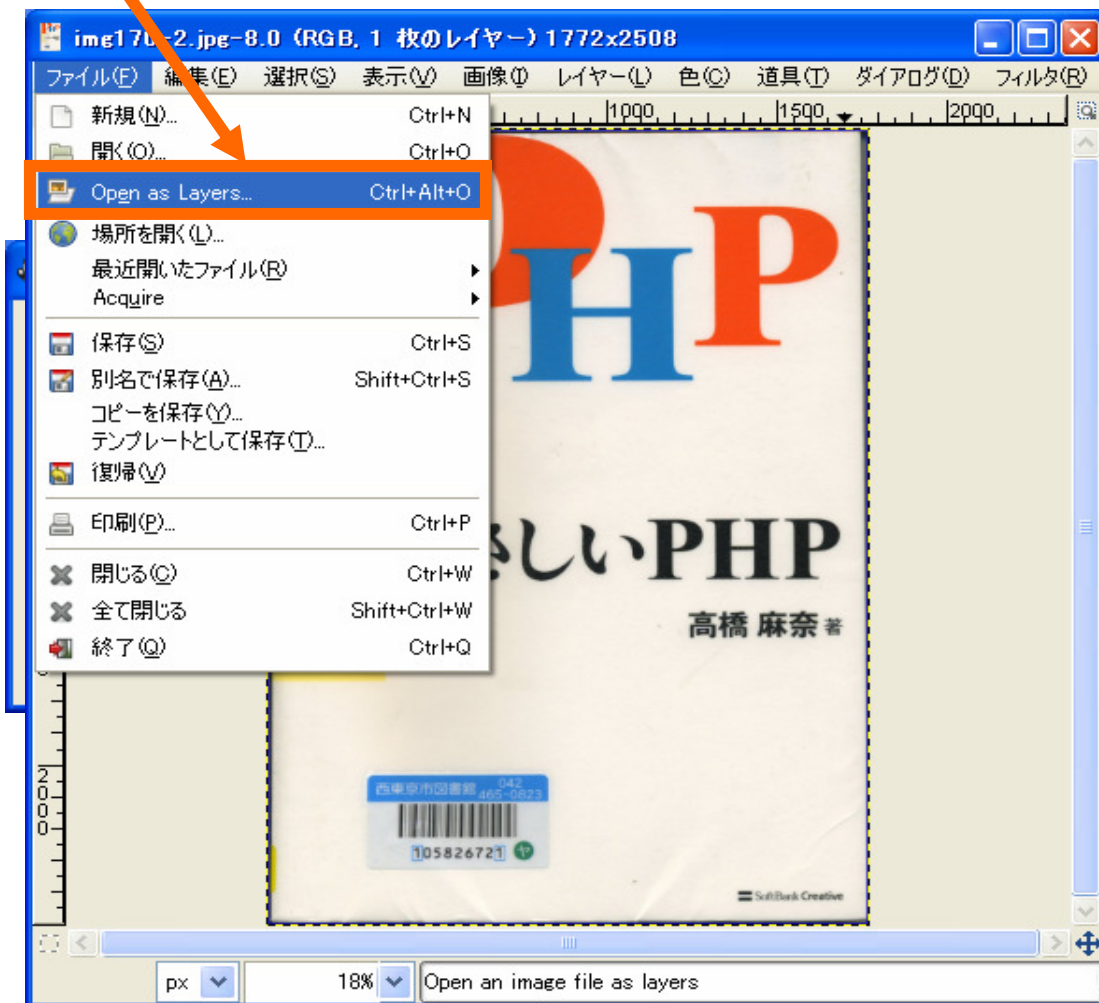 img170-2.jpg-8.0 (RGB, 1 枚のレイヤー) 1772x2508
ファイル(F) 編集(E) 選択(S) 表示(V) 画像(I) レイヤー(L) 色(C) 道具(T) ダイアログ(D) フィルタ(R)
1000 1500 2000
新規(N)... Ctrl+N
開く(O)... Ctrl+O
Open as Layers... Ctrl+Alt+O
場所を開く(L)...
最近開いたファイル(R)
Acquire
保存(S) Ctrl+S
別名で保存(A)... Shift+Ctrl+S
コピーを保存(Y)...
テンプレートとして保存(T)...
復帰(V)
印刷(P)... Ctrl+P
閉じる(C) Ctrl+W
全て閉じる Shift+Ctrl+W
終了(Q) Ctrl+Q
HP
さしいPHP
高橋 麻奈 著
西東京市図書館 042
465-0823
105826721 ヤ
SoftBank Creative
2000
px 18% Open an image file as layers